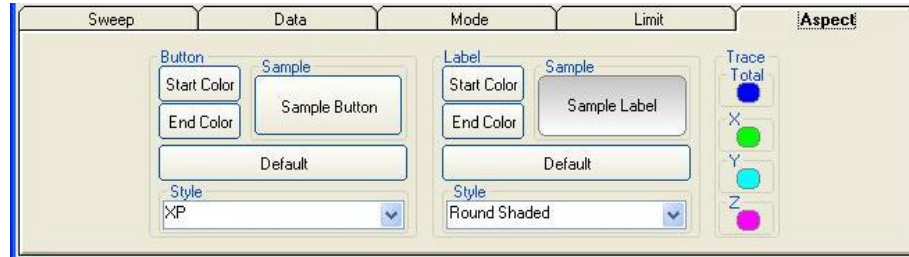 Sweep
Data
Mode
Limit
Aspect
Button
Start Color
End Color
Sample
Sample Button
Default
Style
XP
Label
Start Color
End Color
Sample
Sample Label
Default
Style
Round Shaded
Trace
Total
X
Y
Z